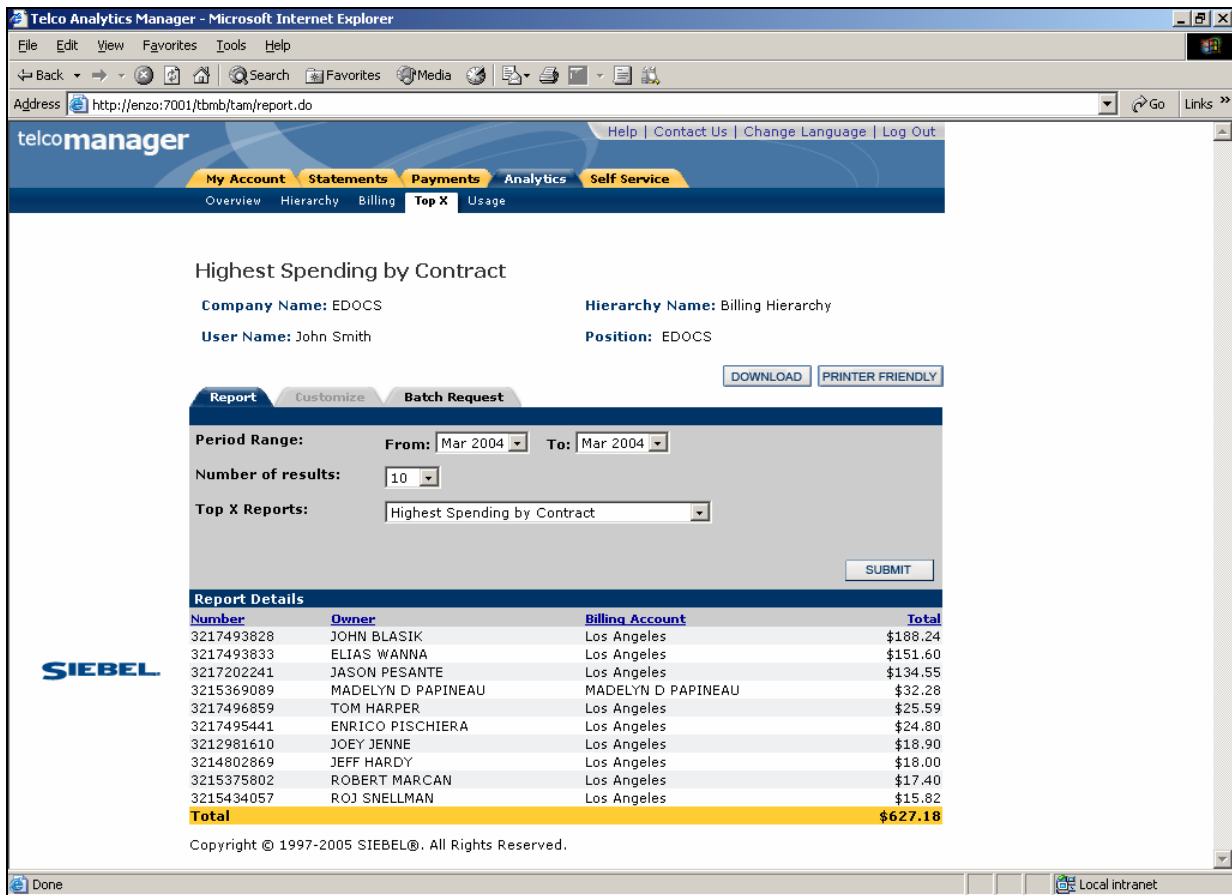 Telco Analytics Manager - Microsoft Internet Explorer
File Edit View Favorites Tools Help
Back Search Favorites Media
Address http://enzo:7001/tbmb/tam/report.do Go Links »
telcomanager
Help | Contact Us | Change Language | Log Out
My Account Statements Payments Analytics Self Service
Overview Hierarchy Billing Top X Usage
Highest Spending by Contract
Company Name: EDOCS Hierarchy Name: Billing Hierarchy
User Name: John Smith Position: EDOCS
DOWNLOAD PRINTER FRIENDLY
Report Customize Batch Request
Period Range: From: Mar 2004 To: Mar 2004
Number of results: 10
Top X Reports: Highest Spending by Contract
SUBMIT
Report Details
Number Owner Billing Account Total
3217493828 JOHN BLASIK Los Angeles $188.24
3217493833 ELIAS WANNA Los Angeles $151.60
3217202241 JASON PESANTE Los Angeles $134.55
3215369089 MADELYN D PAPINEAU MADELYN D PAPINEAU $32.28
3217496859 TOM HARPER Los Angeles $25.59
3217495441 ENRICO PISCHIERA Los Angeles $24.80
3212981610 JOEY JENNE Los Angeles $18.90
3214802869 JEFF HARDY Los Angeles $18.00
3215375802 ROBERT MARCAN Los Angeles $17.40
3215434057 ROJ SNELLMAN Los Angeles $15.82
Total $627.18
SIEBEL.
Copyright © 1997-2005 SIEBEL®. All Rights Reserved.
Done Local intranet